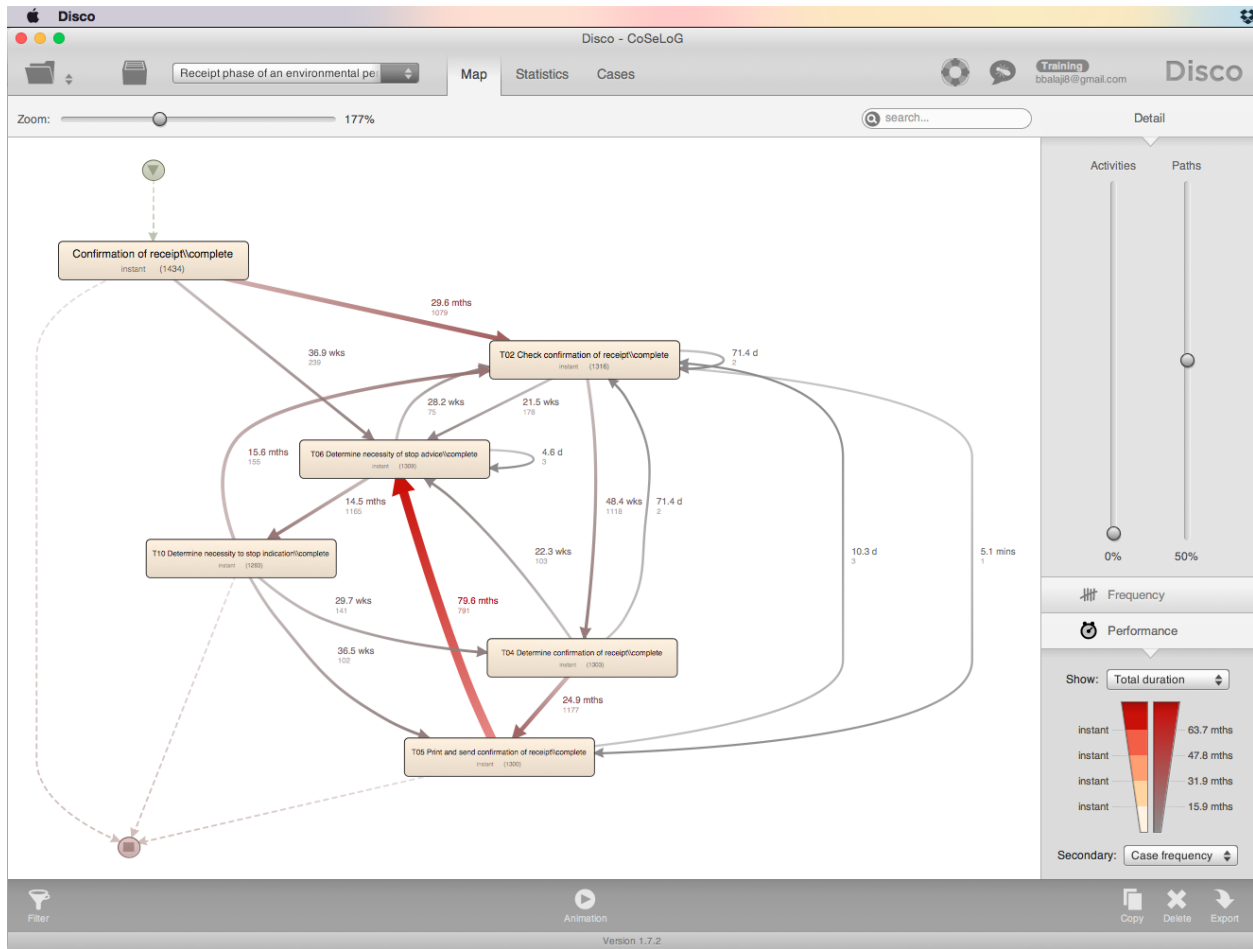 Disco
Disco - CoSeLoG
Receipt phase of an environmental pe
Map
Statistics
Cases
Training
bbalaji8@gmail.com
Disco
Zoom:
177%
search...
Detail
Activities
Paths
Confirmation of receipt\\complete
instant (1434)
29.6 mths
1079
36.9 wks
239
T02 Check confirmation of receipt\\complete
instant (1316)
71.4 d
2
28.2 wks
75
21.5 wks
178
15.6 mths
155
T06 Determine necessity of stop advice\\complete
instant (1309)
4.6 d
3
14.5 mths
1165
48.4 wks
1118
71.4 d
2
T10 Determine necessity to stop indication\\complete
instant (1283)
22.3 wks
103
10.3 d
3
5.1 mins
1
0%
50%
29.7 wks
141
79.6 mths
791
36.5 wks
102
T04 Determine confirmation of receipt\\complete
instant (1303)
24.9 mths
1177
T05 Print and send confirmation of receipt\\complete
instant (1300)
Frequency
Performance
Show:
Total duration
instant
63.7 mths
instant
47.8 mths
instant
31.9 mths
instant
15.9 mths
Secondary:
Case frequency
Filter
Animation
Copy
Delete
Export
Version 1.7.2